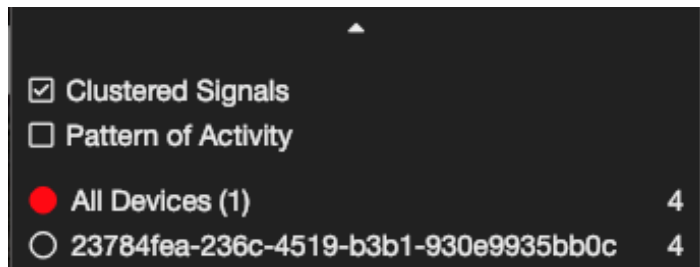 Clustered Signals
Pattern of Activity
All Devices (1) 4
23784fea-236c-4519-b3b1-930e9935bb0c 4